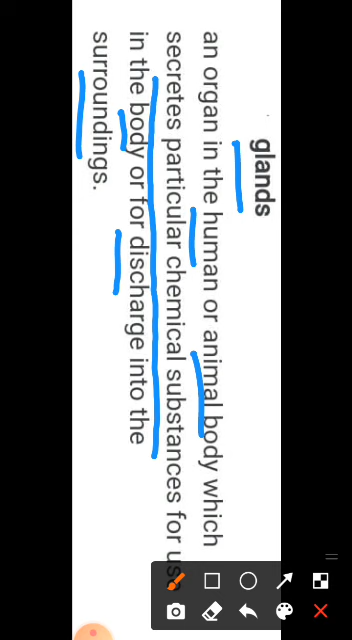 glands
an organ in the human or animal body which
secretes particular chemical substances for use
in the body or for discharge into the
surroundings.